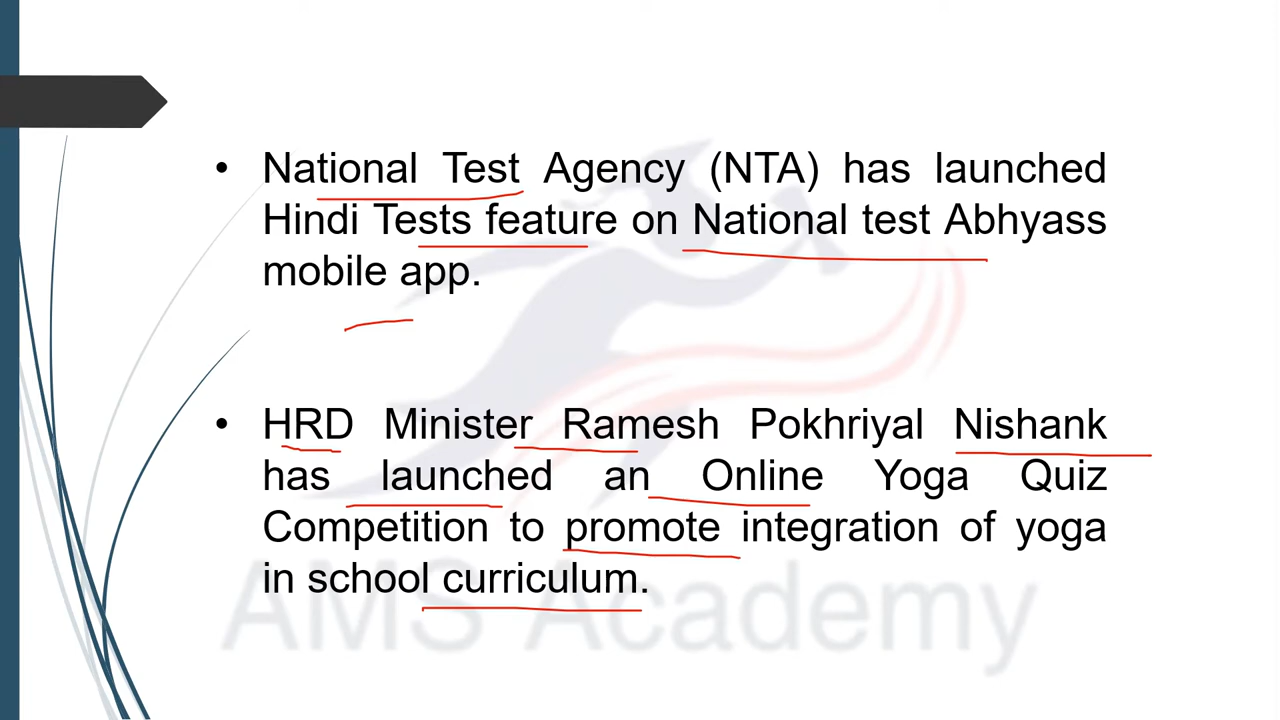 • National Test Agency (NTA) has launched
Hindi Tests feature on National test Abhyass
mobile app.
• HRD Minister Ramesh Pokhriyal Nishank
has launched an Online Yoga Quiz
Competition to promote integration of yoga
in school curriculum.
AMS Academy